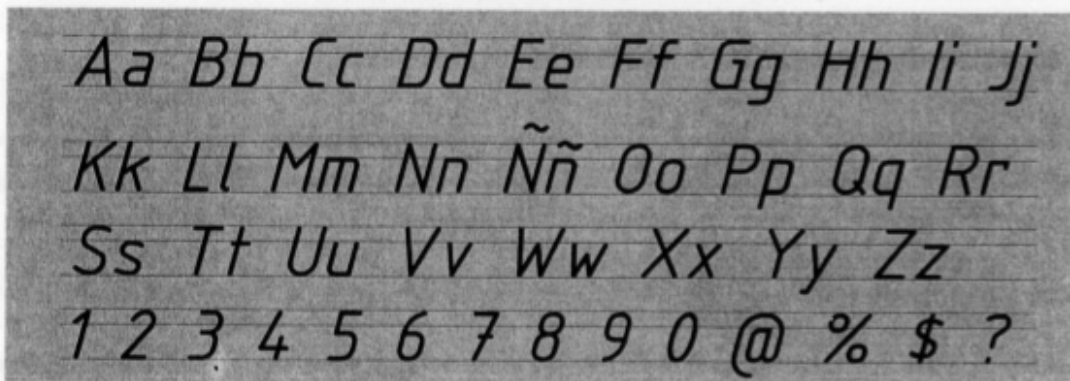 Aa Bb Cc Dd Ee Ff Gg Hh Ii Jj
Kk Ll Mm Nn Ññ Oo Pp Qq Rr
Ss Tt Uu Vv Ww Xx Yy Zz
1 2 3 4 5 6 7 8 9 0 @ % $ ?